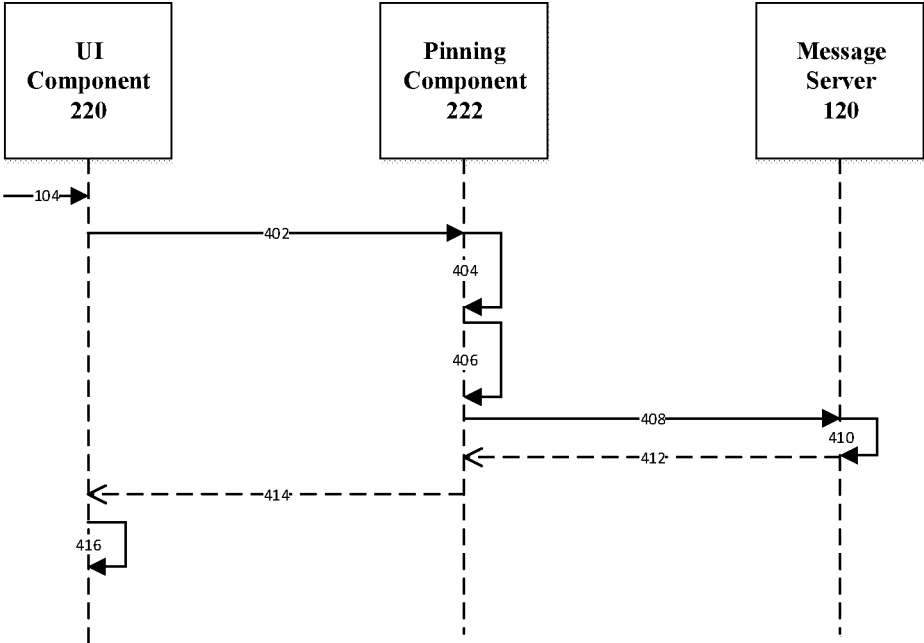 UI
Component
220
Pinning
Component
222
Message
Server
120
104
402
404
406
408
410
412
414
416